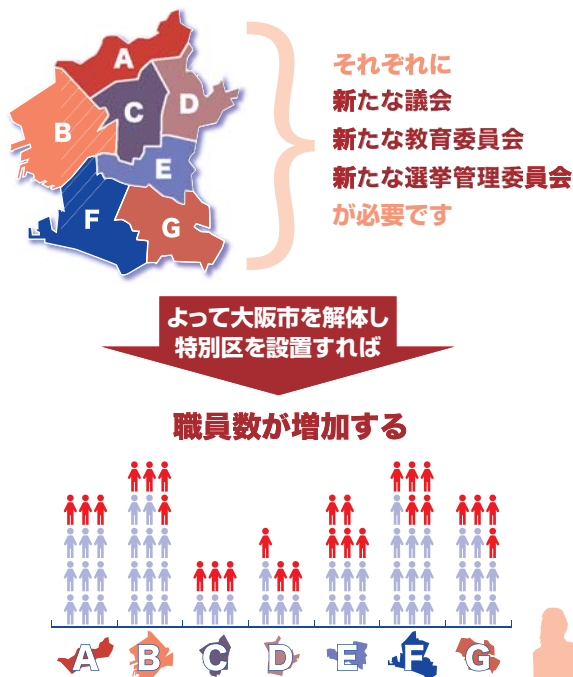 A
B
C
D
E
F
G
それぞれに
新たな議会
新たな教育委員会
新たな選挙管理委員会
が必要です
よって大阪市を解体し
特別区を設置すれば
職員数が増加する
A B C D E F G